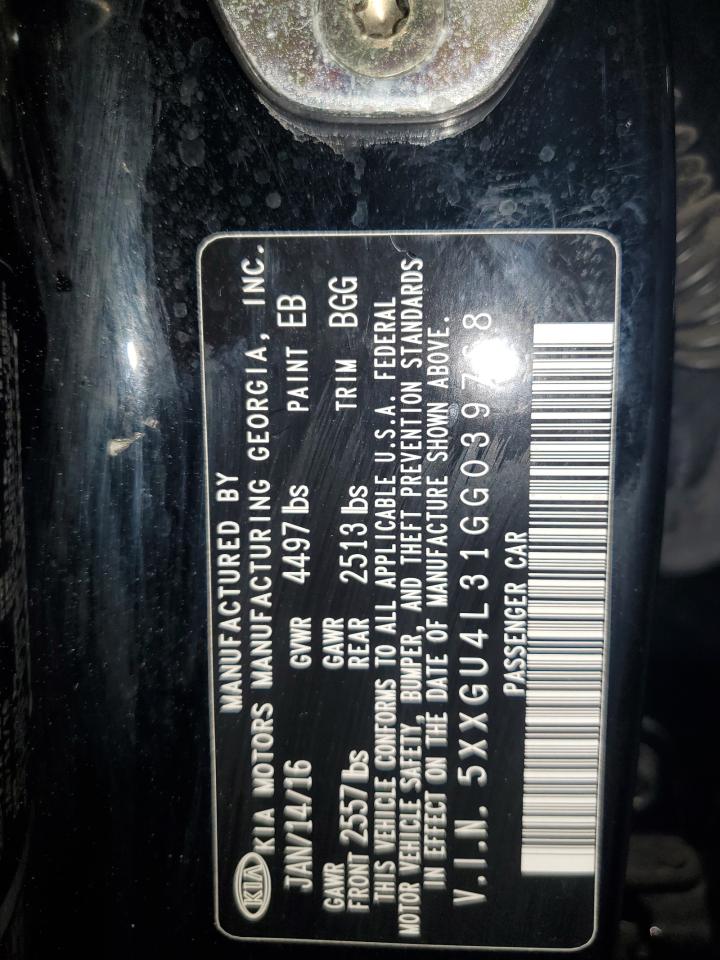 MANUFACTURED BY
KIA KIA MOTORS MANUFACTURING GEORGIA, INC.
JAN/14/16 GVWR 4497 lbs PAINT EB
GAWR FRONT 2557 lbs GAWR REAR 2513 lbs TRIM BGG
THIS VEHICLE CONFORMS TO ALL APPLICABLE U.S.A. FEDERAL
MOTOR VEHICLE SAFETY, BUMPER, AND THEFT PREVENTION STANDARDS
IN EFFECT ON THE DATE OF MANUFACTURE SHOWN ABOVE.
V.I.N. 5XXGU4L31GG039768
PASSENGER CAR